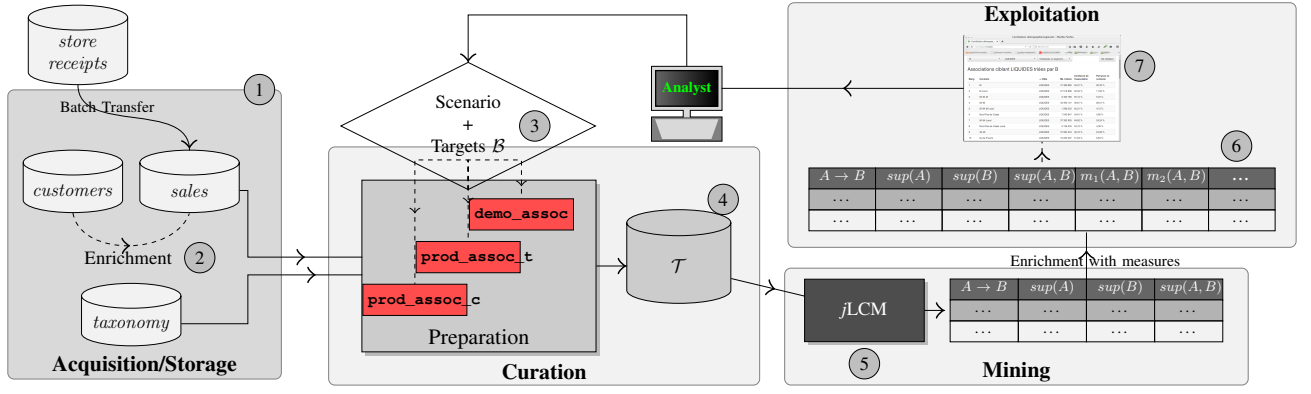 store
receipts
Batch Transfer
1
customers
sales
Enrichment
2
taxonomy
Acquisition/Storage
Scenario
+
Targets ℬ
3
demo_assoc
prod_assoc_t
prod_assoc_c
Preparation
Curation
𝒯
4
Analyst
jLCM
5
A → B sup(A) sup(B) sup(A, B)
... ... ... ...
... ... ... ...
Mining
Enrichment with measures
Exploitation
7
Associations ciblant LIQUIDES triées par B
6
A → B sup(A) sup(B) sup(A, B) m₁(A, B) m₂(A, B) ...
... ... ... ... ... ... ...
... ... ... ... ... ... ...